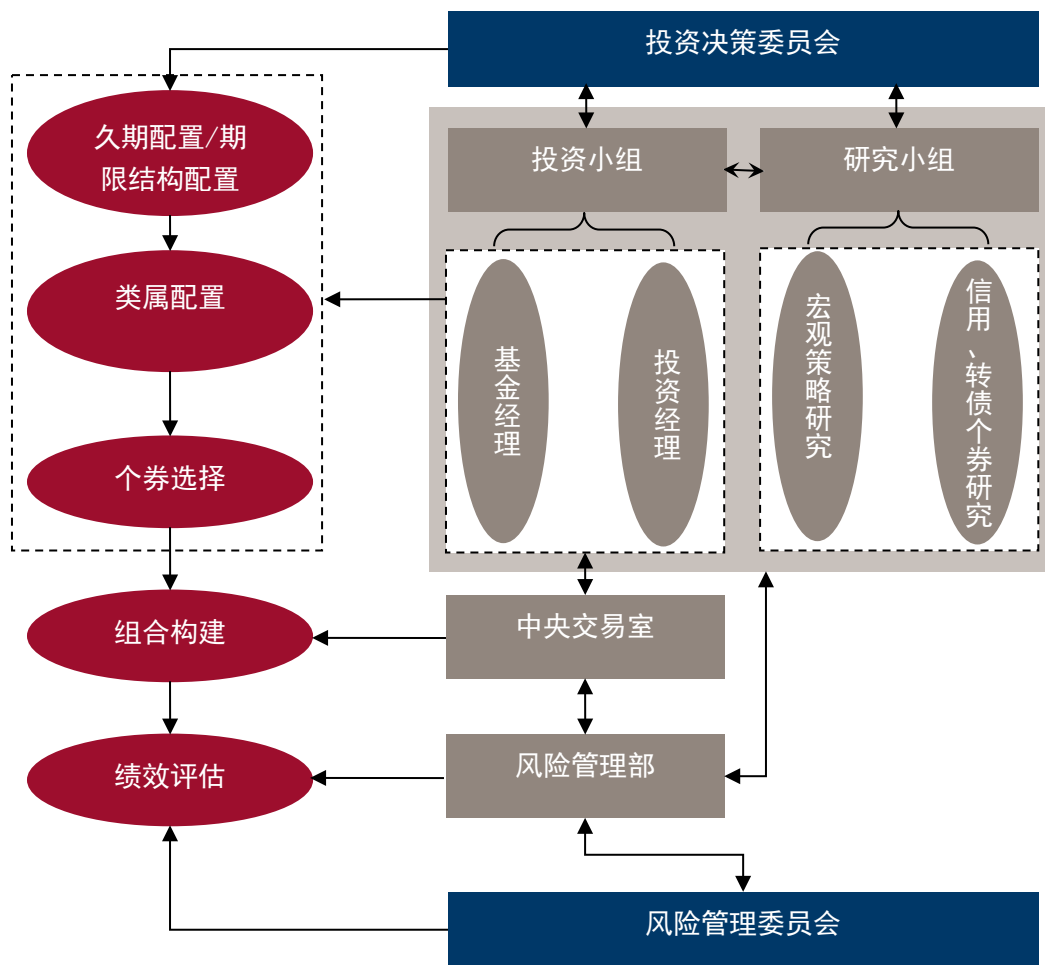 投资决策委员会
久期配置/期
限结构配置
类属配置
个券选择
组合构建
绩效评估
投资小组
研究小组
基金经理
投资经理
宏观策略研究
信用、转债个券研究
中央交易室
风险管理部
风险管理委员会